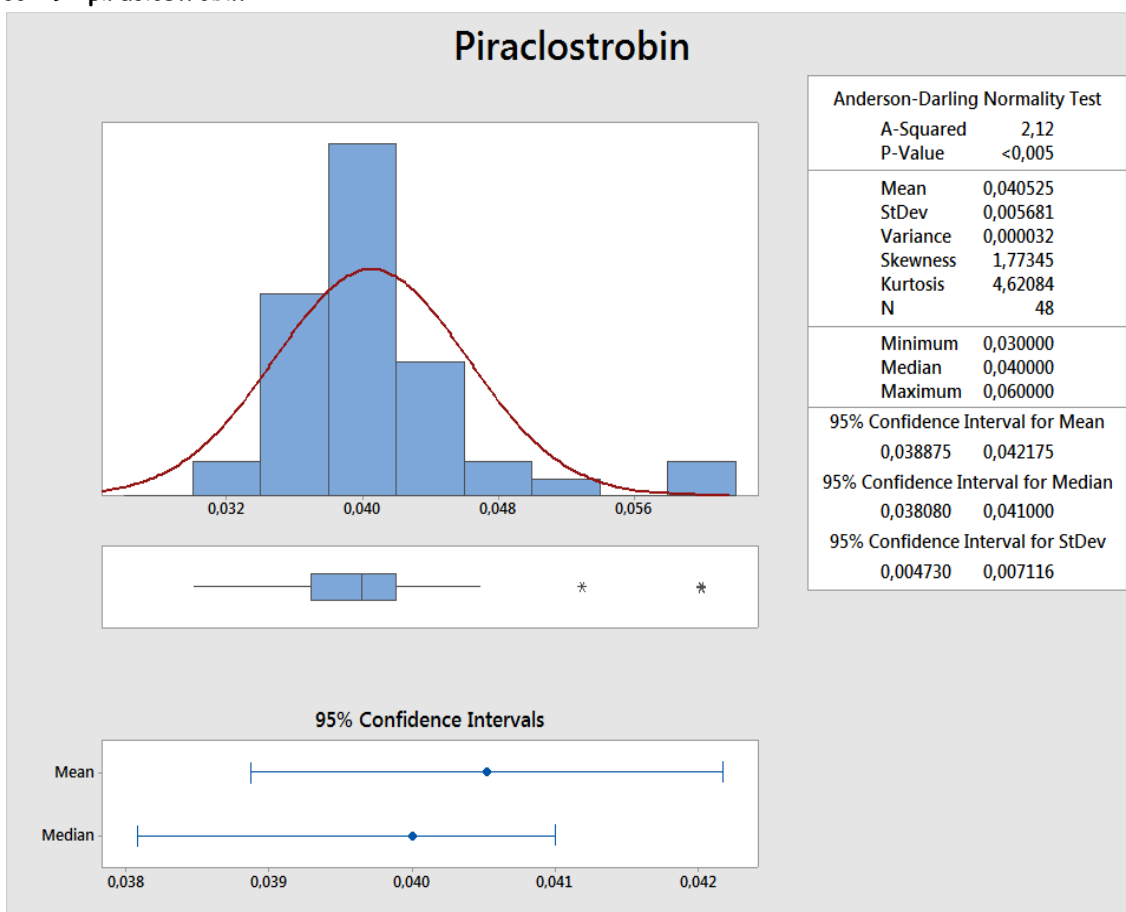 Piraclostrobin
0,032 0,040 0,048 0,056
Anderson-Darling Normality Test
A-Squared 2,12
P-Value <0,005
Mean 0,040525
StDev 0,005681
Variance 0,000032
Skewness 1,77345
Kurtosis 4,62084
N 48
Minimum 0,030000
Median 0,040000
Maximum 0,060000
95% Confidence Interval for Mean
0,038875 0,042175
95% Confidence Interval for Median
0,038080 0,041000
95% Confidence Interval for StDev
0,004730 0,007116
95% Confidence Intervals
Mean
Median
0,038 0,039 0,040 0,041 0,042